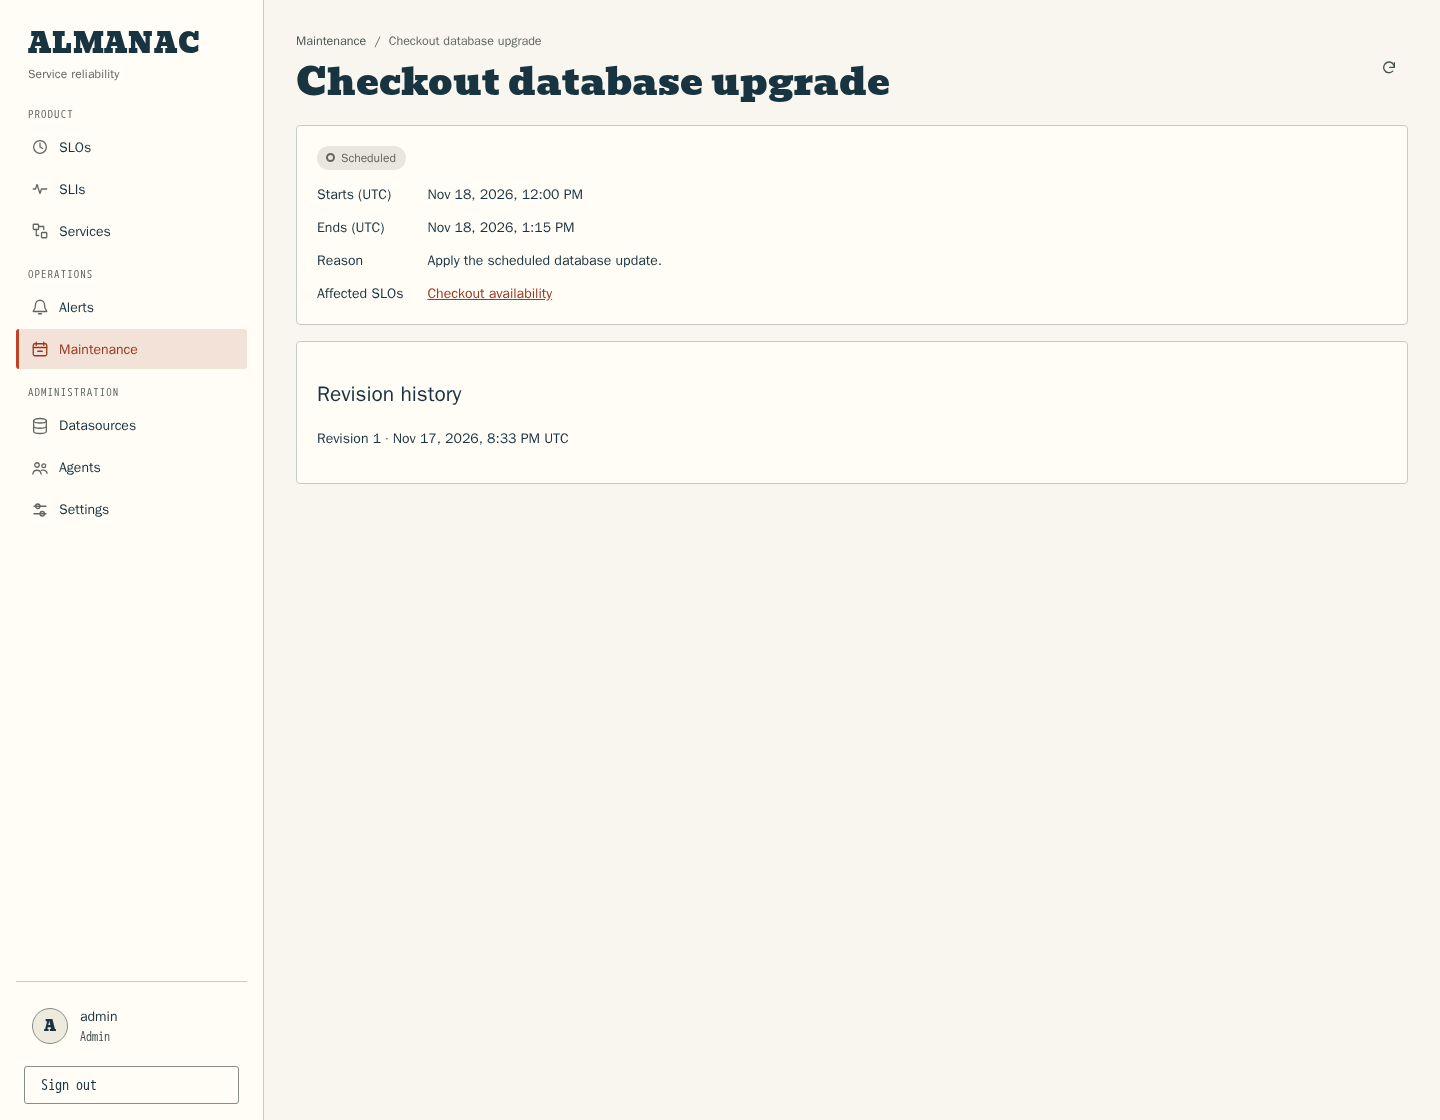 ALMANAC
Service reliability
PRODUCT
SLOs
SLIs
Services
OPERATIONS
Alerts
Maintenance
ADMINISTRATION
Datasources
Agents
Settings
A
admin
Admin
Sign out
Maintenance / Checkout database upgrade
Checkout database upgrade
Scheduled
Starts (UTC) Nov 18, 2026, 12:00 PM
Ends (UTC) Nov 18, 2026, 1:15 PM
Reason Apply the scheduled database update.
Affected SLOs Checkout availability
Revision history
Revision 1 · Nov 17, 2026, 8:33 PM UTC